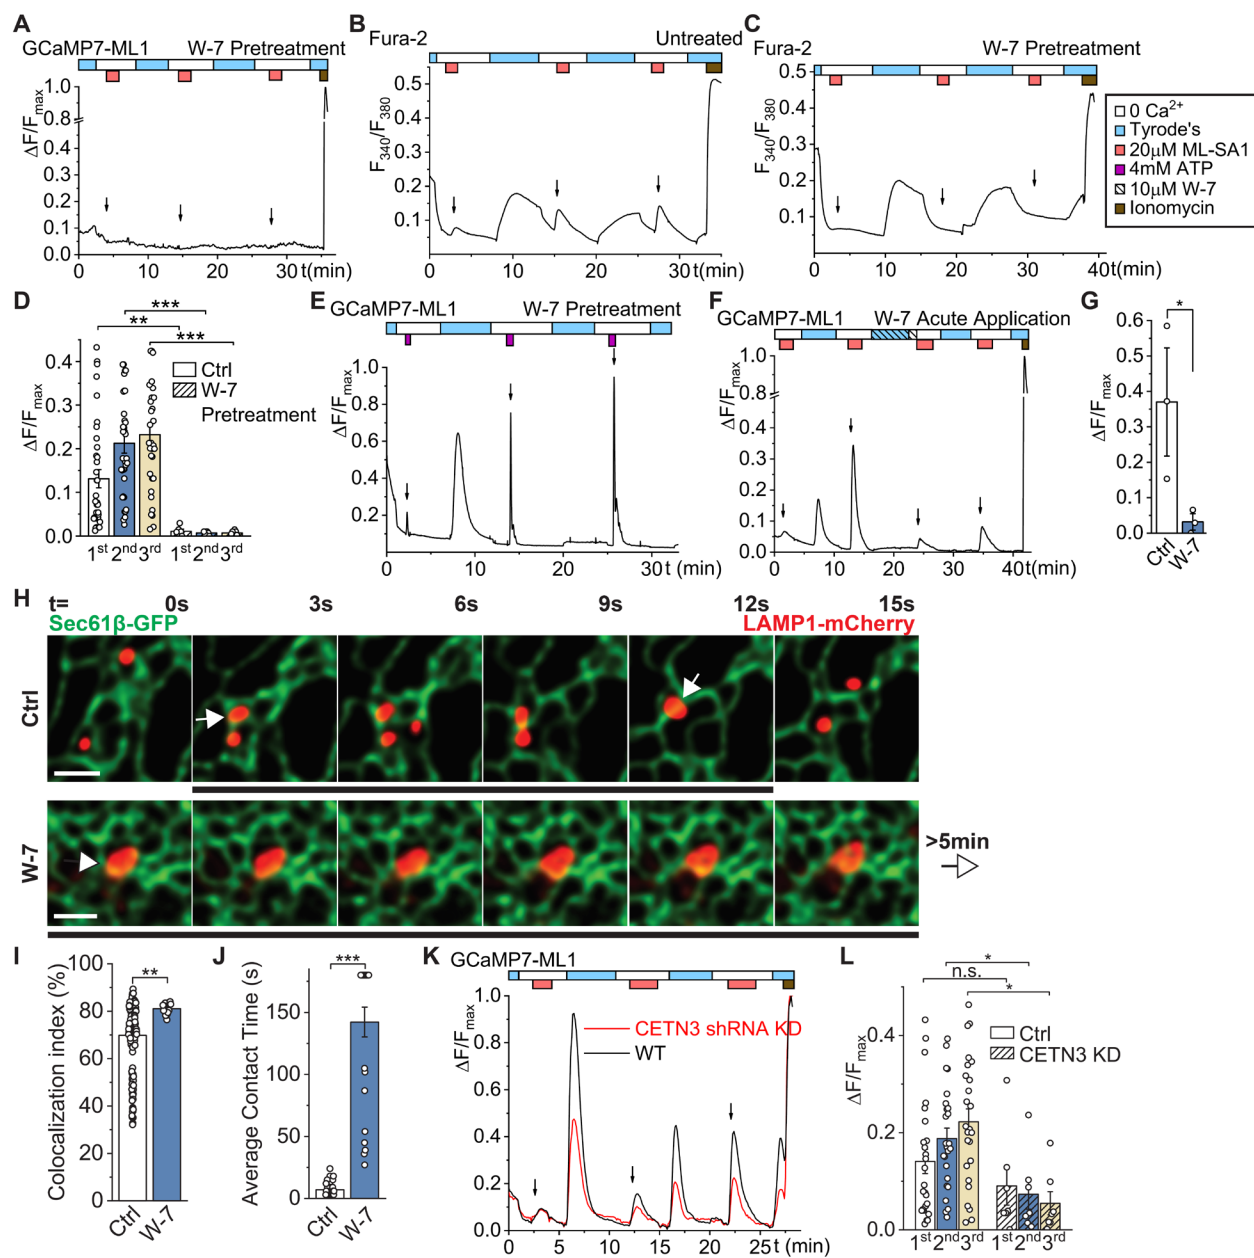 A
GCaMP7-ML1 W-7 Pretreatment
ΔF/Fmax
1.0
0.8
0.4
0.3
0.2
0.1
0.0
0 10 20 30 t(min)
B
Fura-2 Untreated
F340/F380
0.5
0.4
0.3
0.2
0.1
0 10 20 30 t(min)
C
Fura-2 W-7 Pretreatment
F340/F380
0.5
0.4
0.3
0.2
0.1
0 10 20 30 40 t(min)
0 Ca2+
Tyrode's
20μM ML-SA1
4mM ATP
10μM W-7
Ionomycin
D
*** 
** 
***
Ctrl
W-7
Pretreatment
ΔF/Fmax
0.4
0.3
0.2
0.1
0.0
1st 2nd 3rd 1st 2nd 3rd
E
GCaMP7-ML1 W-7 Pretreatment
ΔF/Fmax
1.0
0.8
0.6
0.4
0.2
0 10 20 30 t (min)
F
GCaMP7-ML1 W-7 Acute Application
ΔF/Fmax
1.0
0.8
0.5
0.4
0.3
0.2
0.1
0.0
0 10 20 30 40 t(min)
G
*
ΔF/Fmax
0.6
0.5
0.4
0.3
0.2
0.1
0.0
Ctrl W-7
H
t= 0s 3s 6s 9s 12s 15s
Sec61β-GFP LAMP1-mCherry
Ctrl
W-7
>5min
I
**
Colocalization index (%)
100
80
60
40
20
0
Ctrl W-7
J
***
Average Contact Time (s)
150
100
50
0
Ctrl W-7
K
GCaMP7-ML1
CETN3 shRNA KD
WT
ΔF/Fmax
1.0
0.8
0.6
0.4
0.2
0.0
0 5 10 15 20 25 t (min)
L
*
n.s.
*
Ctrl
CETN3 KD
ΔF/Fmax
0.4
0.2
0.0
1st 2nd 3rd 1st 2nd 3rd